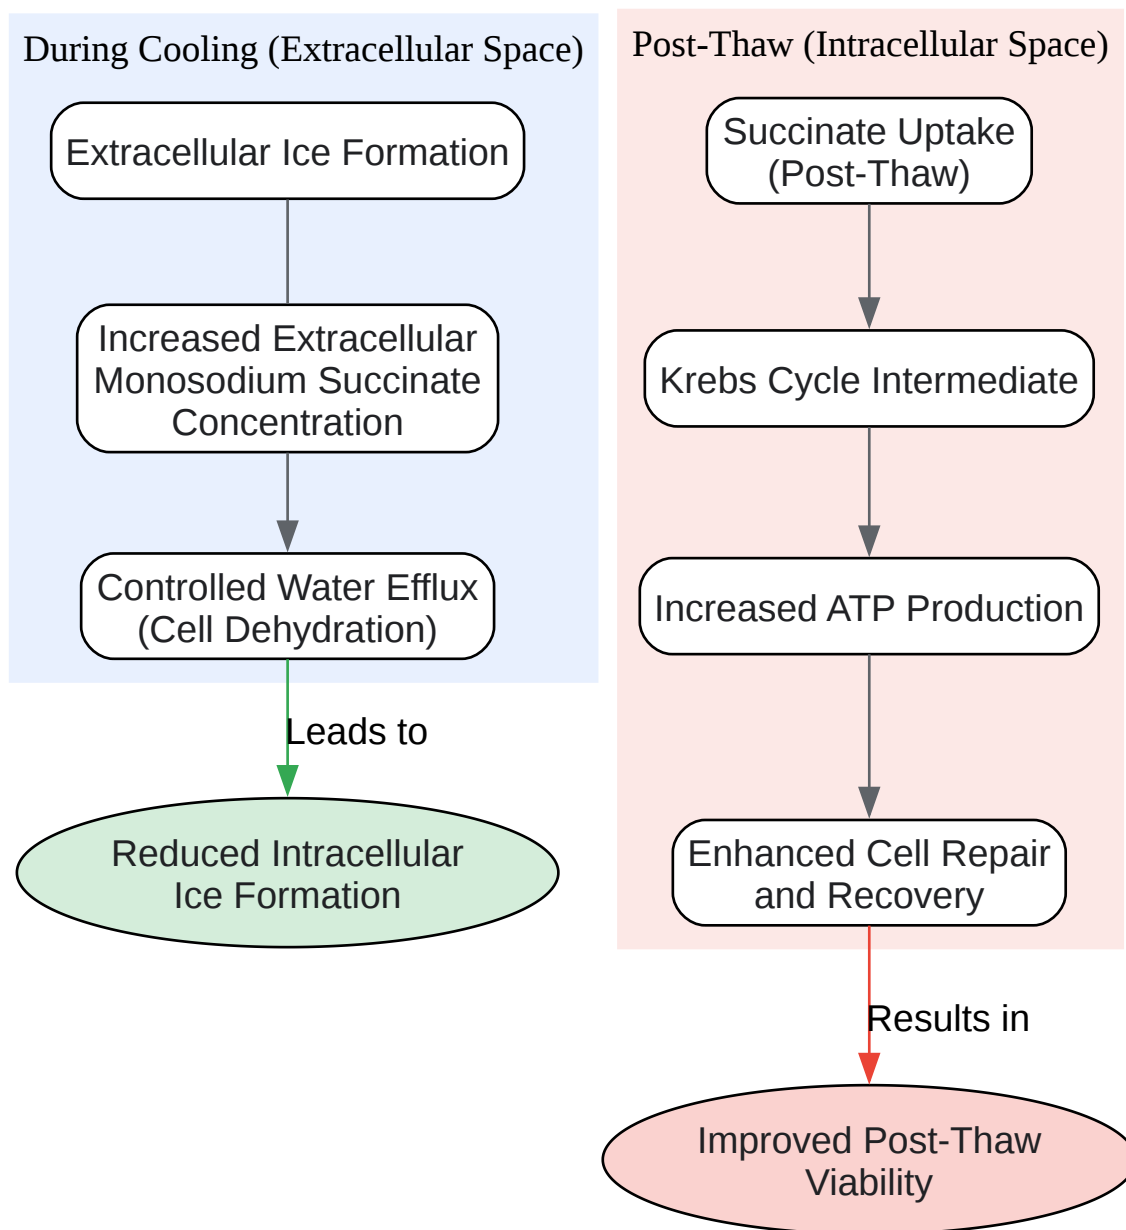 During Cooling (Extracellular Space)
Extracellular Ice Formation
Increased Extracellular
Monosodium Succinate
Concentration
Controlled Water Efflux
(Cell Dehydration)
Leads to
Reduced Intracellular
Ice Formation
Post-Thaw (Intracellular Space)
Succinate Uptake
(Post-Thaw)
Krebs Cycle Intermediate
Increased ATP Production
Enhanced Cell Repair
and Recovery
Results in
Improved Post-Thaw
Viability